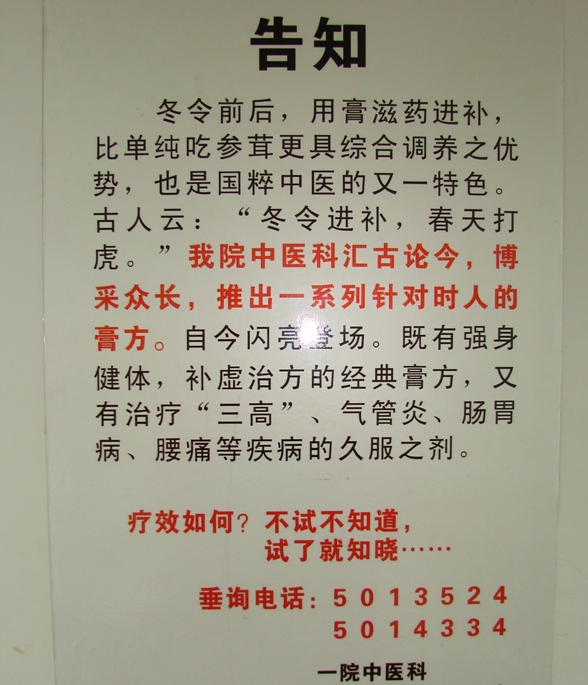 告知
冬令前后，用膏滋药进补，
比单纯吃参茸更具综合调养之优
势，也是国粹中医的又一特色。
古人云：“冬令进补，春天打
虎。”我院中医科汇古论今，博
采众长，推出一系列针对时人的
膏方。自今闪亮登场。既有强身
健体，补虚治方的经典膏方，又
有治疗“三高”、气管炎、肠胃
病、腰痛等疾病的久服之剂。
疗效如何？不试不知道，
试了就知晓……
垂询电话：5013524
5014334
一院中医科